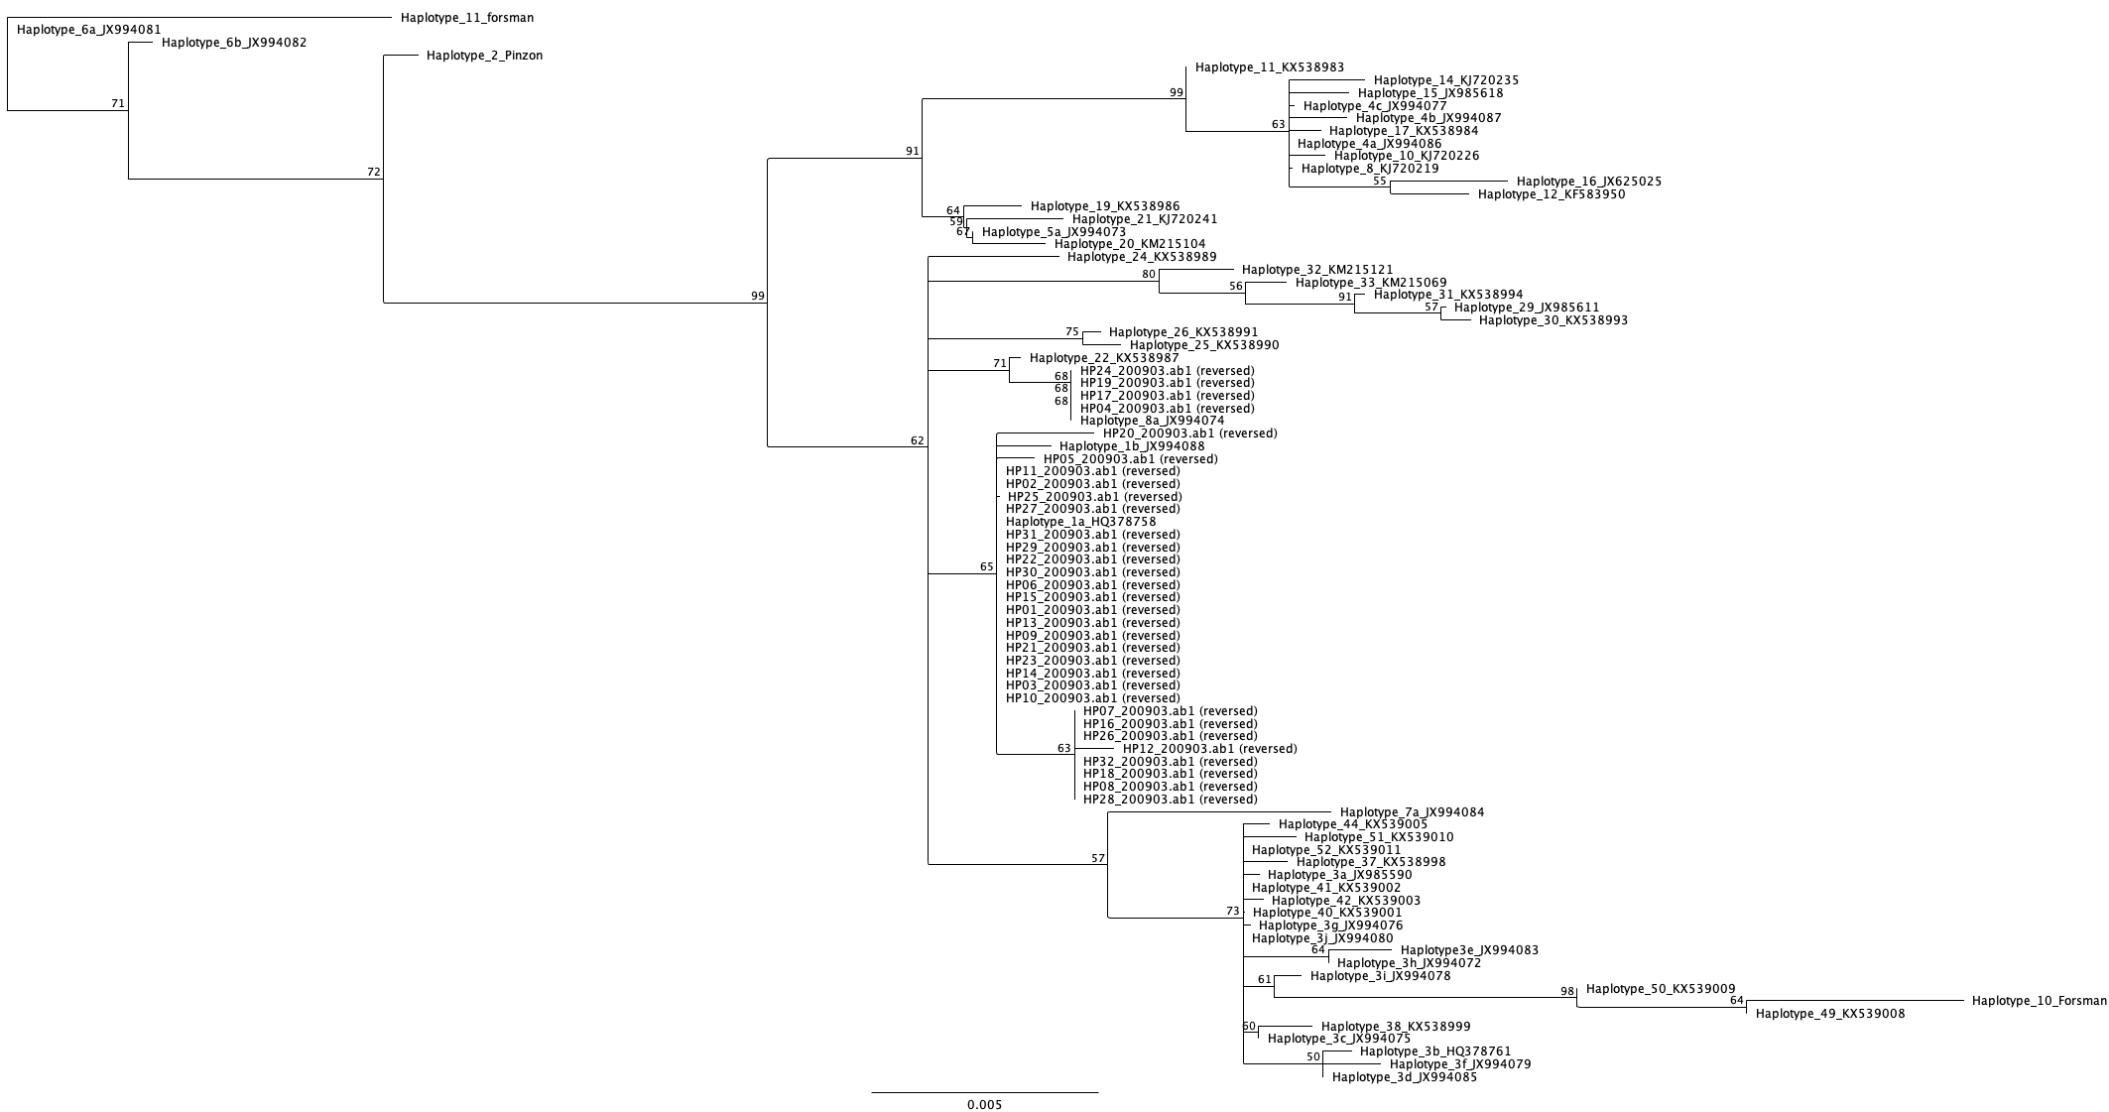 Haplotype_11_forsman
Haplotype_6a_JX994081
Haplotype_6b_JX994082
Haplotype_2_Pinzon
Haplotype_11_KX538983
Haplotype_14_KJ720235
99
Haplotype_15_JX985618
71
Haplotype_4c_JX994077
Haplotype_4b_JX994087
63
Haplotype_17_KX538984
Haplotype_4a_JX994086
91
Haplotype_10_KJ720226
72
Haplotype_8_KJ720219
55
Haplotype_16_JX625025
Haplotype_12_KF583950
64
Haplotype_19_KX538986
59
Haplotype_21_KJ720241
67
Haplotype_5a_JX994073
Haplotype_20_KM215104
Haplotype_24_KX538989
80
Haplotype_32_KM215121
56
Haplotype_33_KM215069
99
91
Haplotype_31_KX538994
57
Haplotype_29_JX985611
Haplotype_30_KX538993
75
Haplotype_26_KX538991
Haplotype_25_KX538990
71
Haplotype_22_KX538987
68
HP24_200903.ab1 (reversed)
68
HP19_200903.ab1 (reversed)
68
HP17_200903.ab1 (reversed)
HP04_200903.ab1 (reversed)
Haplotype_8a_JX994074
62
HP20_200903.ab1 (reversed)
Haplotype_1b_JX994088
HP05_200903.ab1 (reversed)
HP11_200903.ab1 (reversed)
HP02_200903.ab1 (reversed)
HP25_200903.ab1 (reversed)
HP27_200903.ab1 (reversed)
Haplotype_1a_HQ378758
HP31_200903.ab1 (reversed)
HP29_200903.ab1 (reversed)
HP22_200903.ab1 (reversed)
65
HP30_200903.ab1 (reversed)
HP06_200903.ab1 (reversed)
HP15_200903.ab1 (reversed)
HP01_200903.ab1 (reversed)
HP13_200903.ab1 (reversed)
HP09_200903.ab1 (reversed)
HP21_200903.ab1 (reversed)
HP23_200903.ab1 (reversed)
HP14_200903.ab1 (reversed)
HP03_200903.ab1 (reversed)
HP10_200903.ab1 (reversed)
HP07_200903.ab1 (reversed)
HP16_200903.ab1 (reversed)
HP26_200903.ab1 (reversed)
63
HP12_200903.ab1 (reversed)
HP32_200903.ab1 (reversed)
HP18_200903.ab1 (reversed)
HP08_200903.ab1 (reversed)
HP28_200903.ab1 (reversed)
Haplotype_7a_JX994084
Haplotype_44_KX539005
Haplotype_51_KX539010
Haplotype_52_KX539011
57
Haplotype_37_KX538998
Haplotype_3a_JX985590
Haplotype_41_KX539002
Haplotype_42_KX539003
73
Haplotype_40_KX539001
Haplotype_3g_JX994076
Haplotype_3j_JX994080
64
Haplotype3e_JX994083
Haplotype_3h_JX994072
61
Haplotype_3i_JX994078
98
Haplotype_50_KX539009
64
Haplotype_10_Forsman
Haplotype_49_KX539008
60
Haplotype_38_KX538999
Haplotype_3c_JX994075
50
Haplotype_3b_HQ378761
Haplotype_3f_JX994079
Haplotype_3d_JX994085
0.005